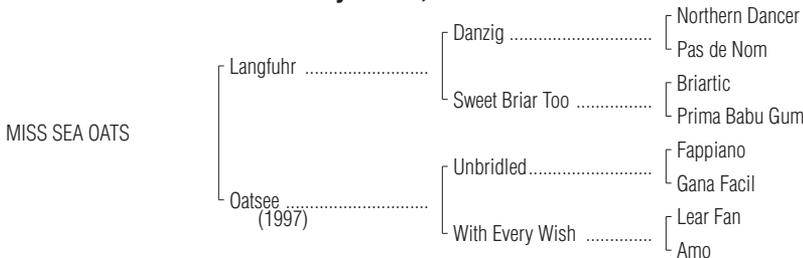 Northern Dancer
Danzig ................................
Pas de Nom
Langfuhr ...........................
Briartic
Sweet Briar Too .................
Prima Babu Gum
MISS SEA OATS
Fappiano
Unbridled............................
Gana Facil
Oatsee ................................
(1997)
Lear Fan
With Every Wish ..............
Amo